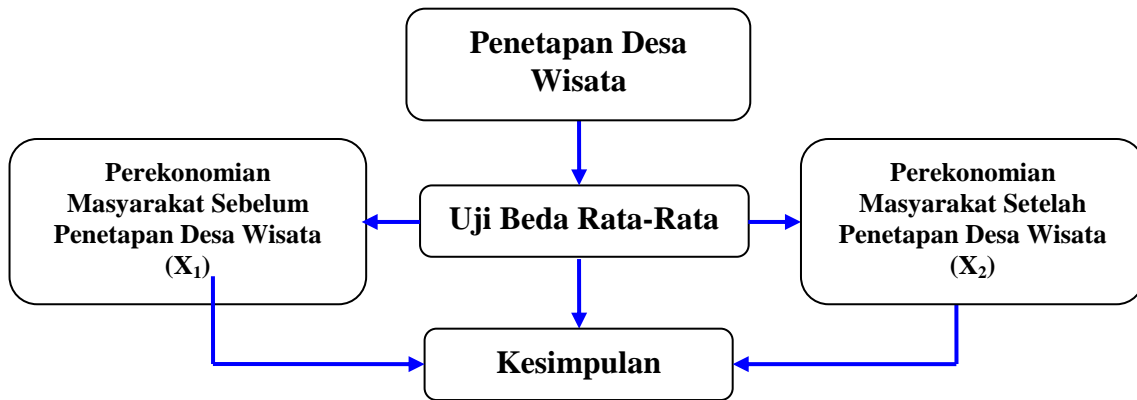 Penetapan Desa
Wisata
Perekonomian
Masyarakat Sebelum
Penetapan Desa Wisata
(X₁)
Uji Beda Rata-Rata
Perekonomian
Masyarakat Setelah
Penetapan Desa Wisata
(X₂)
Kesimpulan